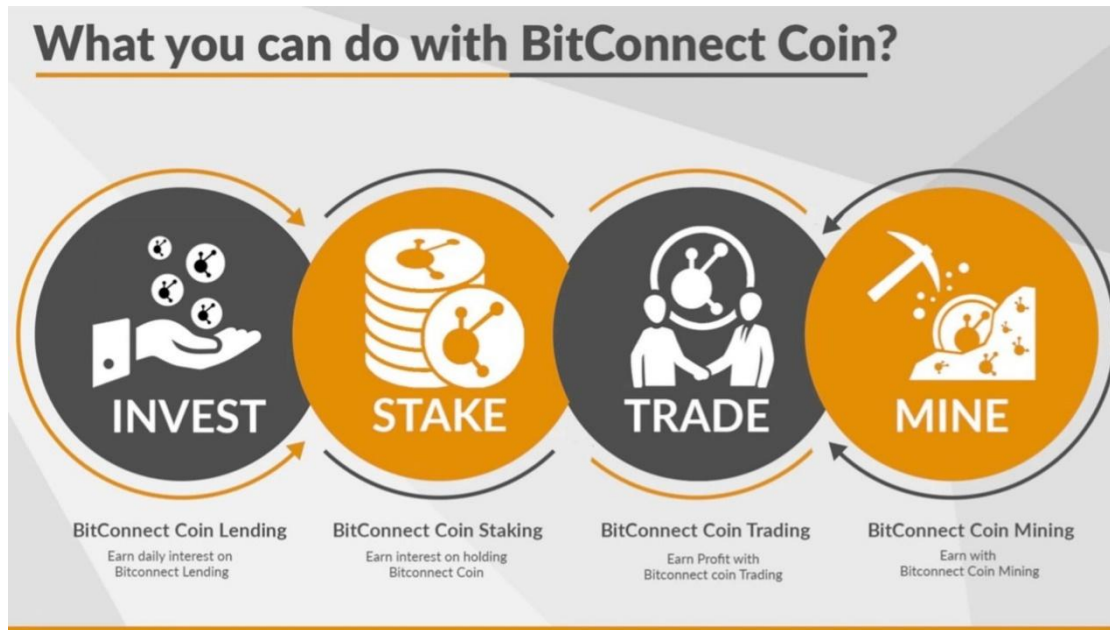 What you can do with BitConnect Coin?
INVEST
STAKE
TRADE
MINE
BitConnect Coin Lending
Earn daily interest on
Bitconnect Lending
BitConnect Coin Staking
Earn interest on holding
Bitconnect Coin
BitConnect Coin Trading
Earn Profit with
Bitconnect coin Trading
BitConnect Coin Mining
Earn with
Bitconnect Coin Mining